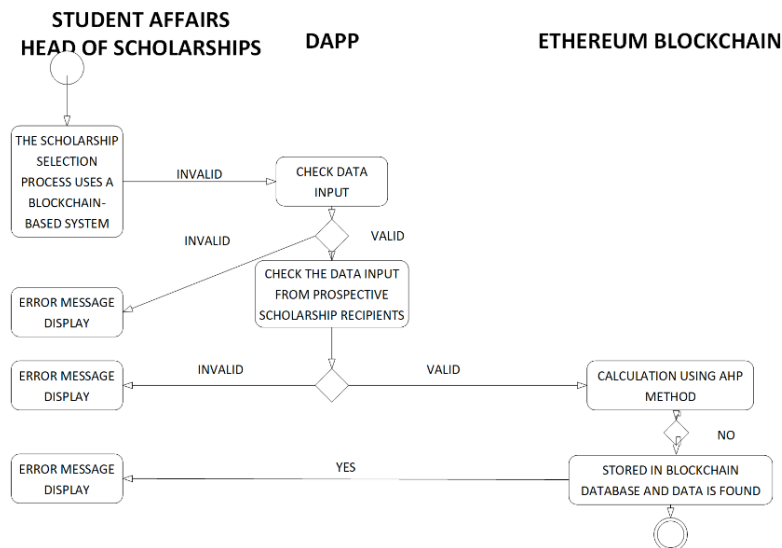 STUDENT AFFAIRS
HEAD OF SCHOLARSHIPS
DAPP
ETHEREUM BLOCKCHAIN
THE SCHOLARSHIP
SELECTION
PROCESS USES A
BLOCKCHAIN-
BASED SYSTEM
INVALID
CHECK DATA
INPUT
INVALID
VALID
CHECK THE DATA INPUT
FROM PROSPECTIVE
SCHOLARSHIP RECIPIENTS
ERROR MESSAGE
DISPLAY
ERROR MESSAGE
DISPLAY
INVALID
VALID
CALCULATION USING AHP
METHOD
NO
ERROR MESSAGE
DISPLAY
YES
STORED IN BLOCKCHAIN
DATABASE AND DATA IS FOUND